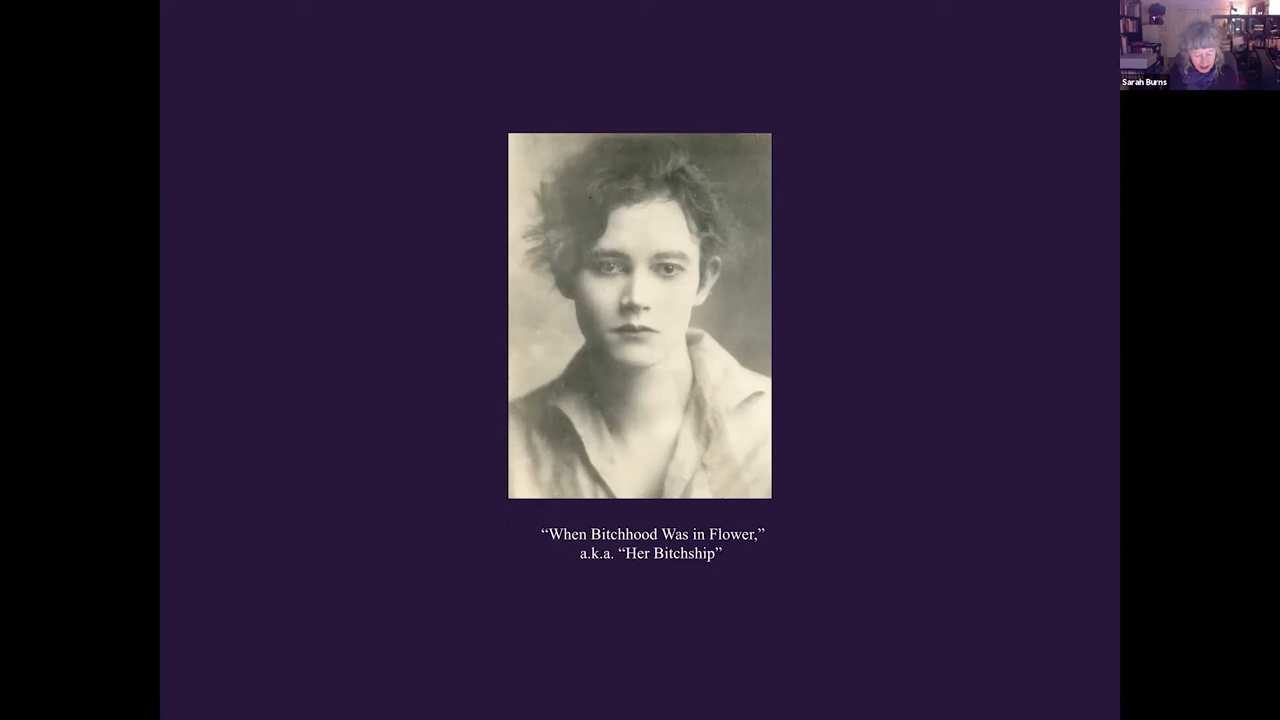 Sarah Burns
“When Bitchhood Was in Flower,”
a.k.a. “Her Bitchship”